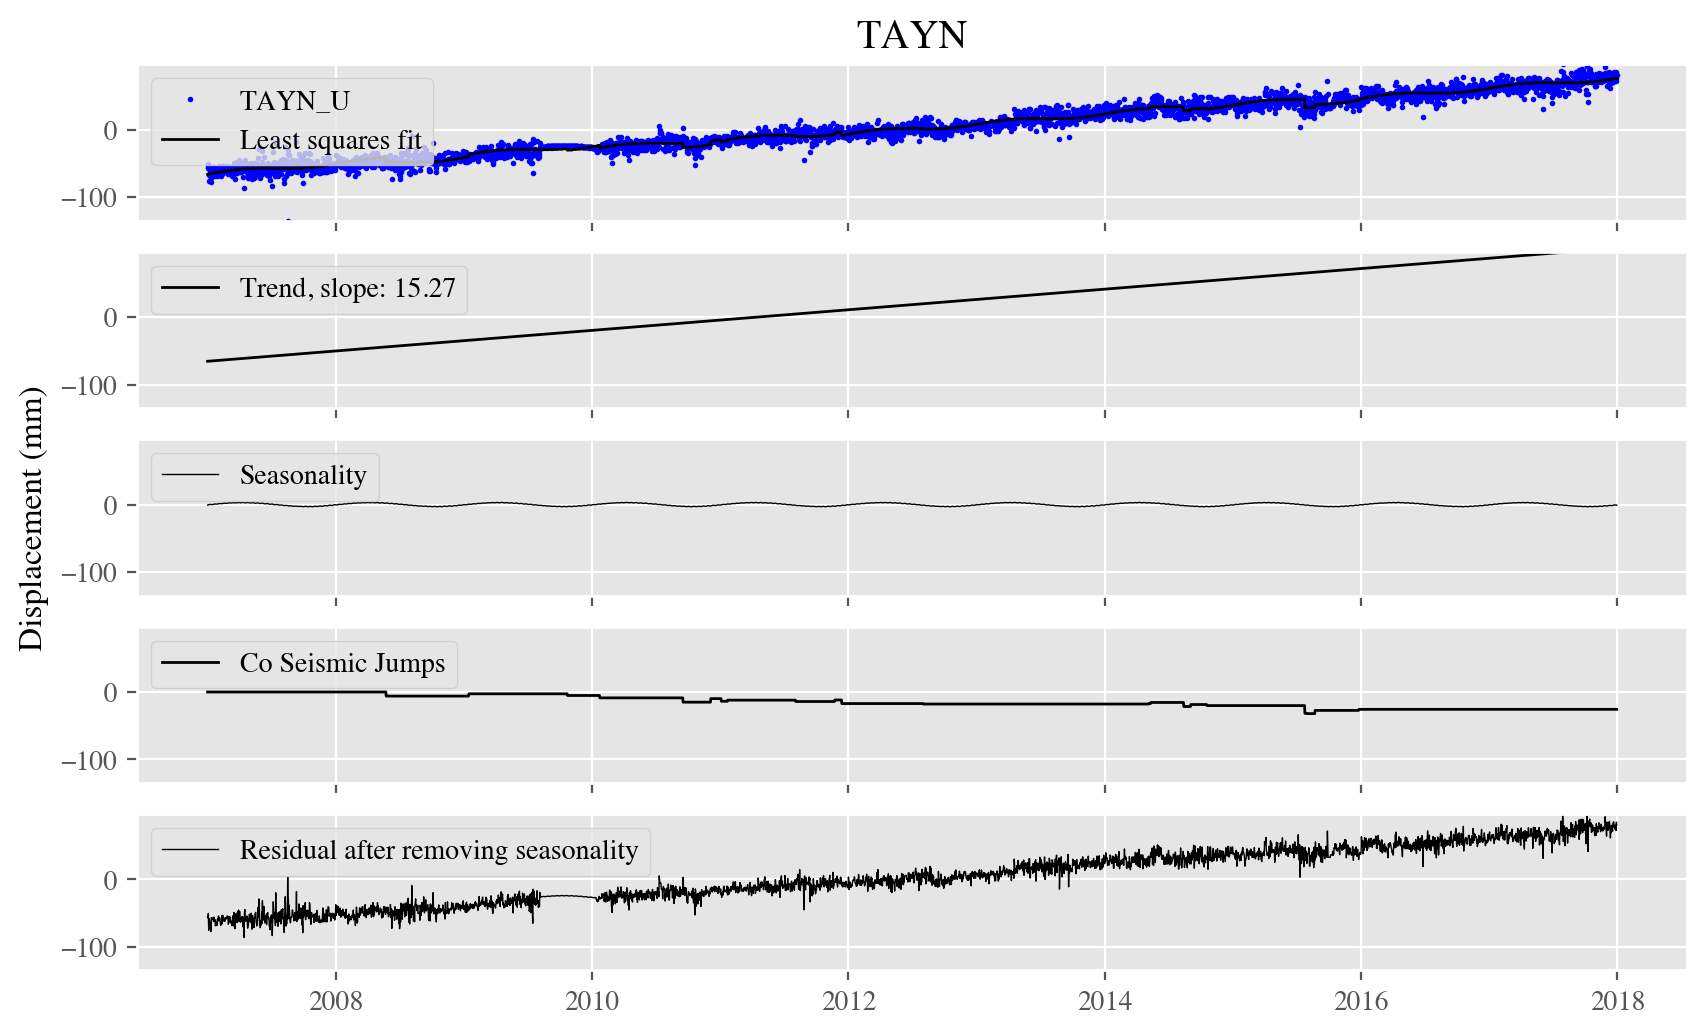 TAYN
TAYN_U
Least squares fit
0
−100
Trend, slope: 15.27
0
−100
Displacement (mm)
Seasonality
0
−100
Co Seismic Jumps
0
−100
Residual after removing seasonality
0
−100
2008 2010 2012 2014 2016 2018